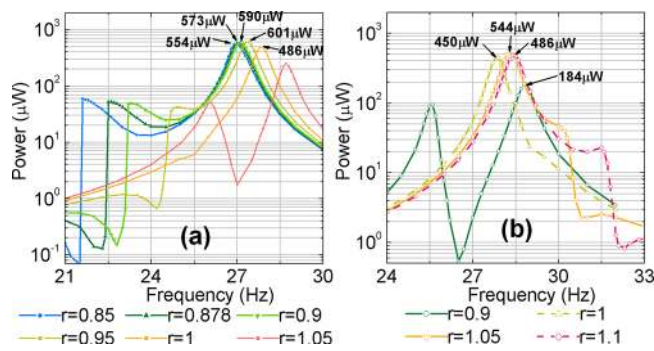 573μW 590μW
554μW 601μW
486μW
10³
10²
10¹
10⁰
10⁻¹
Power (μW)
(a)
21 24 27 30
Frequency (Hz)
r=0.85 r=0.878 r=0.9
r=0.95 r=1 r=1.05
544μW
450μW 486μW
184μW
10³
10²
10¹
10⁰
Power (μW)
(b)
24 27 30 33
Frequency (Hz)
r=0.9 r=1
r=1.05 r=1.1